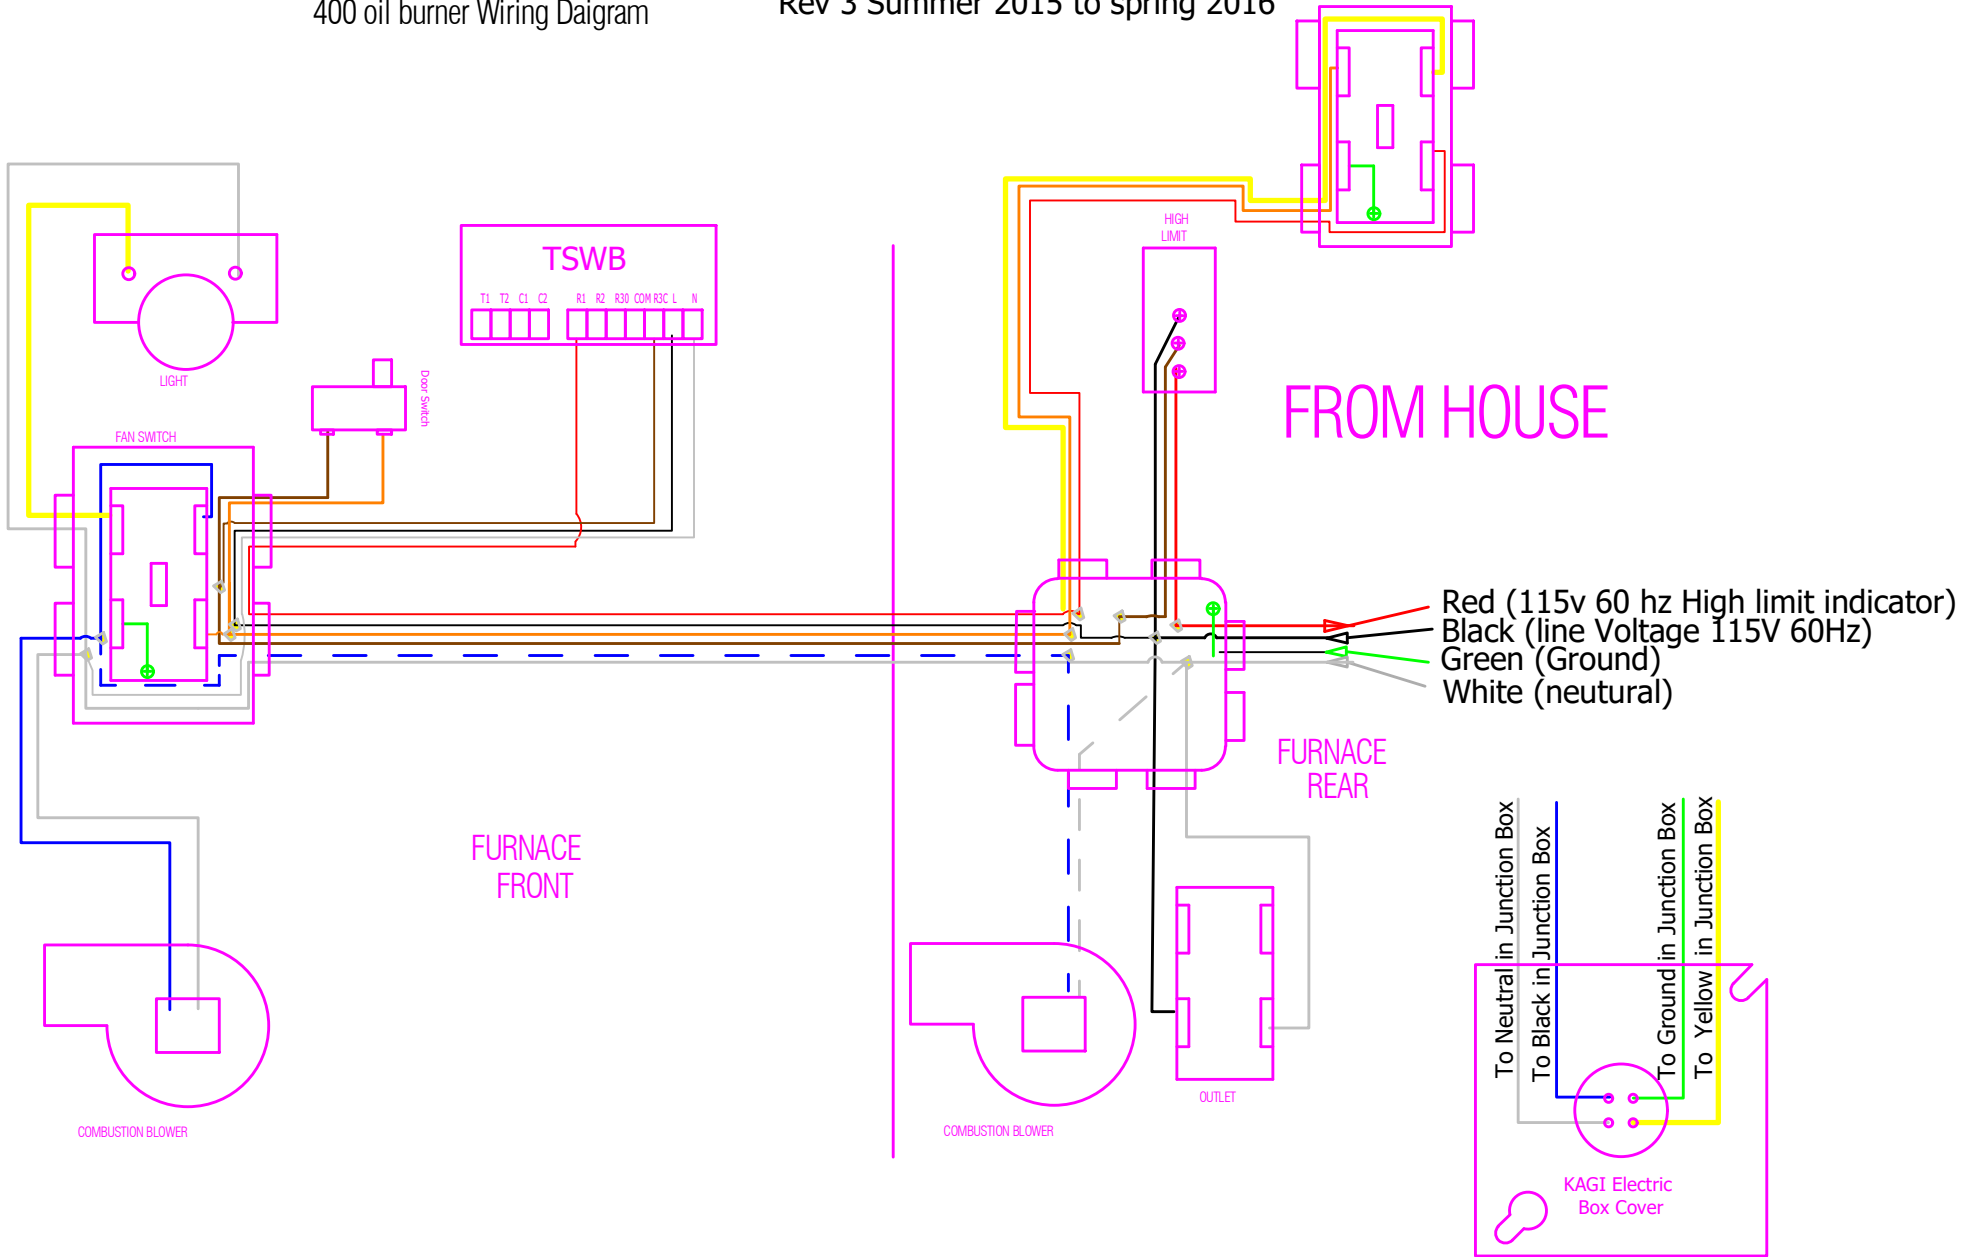 400 oil burner Wiring Daigram
Rev 3 Summer 2015 to spring 2016
HIGH
LIMIT
TSWB
T1 T2 C1 C2 R1 R2 R30 COM R3C L N
LIGHT
Door Switch
FAN SWITCH
FROM HOUSE
Red (115v 60 hz High limit indicator)
Black (line Voltage 115V 60Hz)
Green (Ground)
White (neutural)
FURNACE
REAR
FURNACE
FRONT
To Neutral in Junction Box
To Black in Junction Box
To Ground in Junction Box
To Yellow in Junction Box
OUTLET
COMBUSTION BLOWER
COMBUSTION BLOWER
KAGI Electric
Box Cover